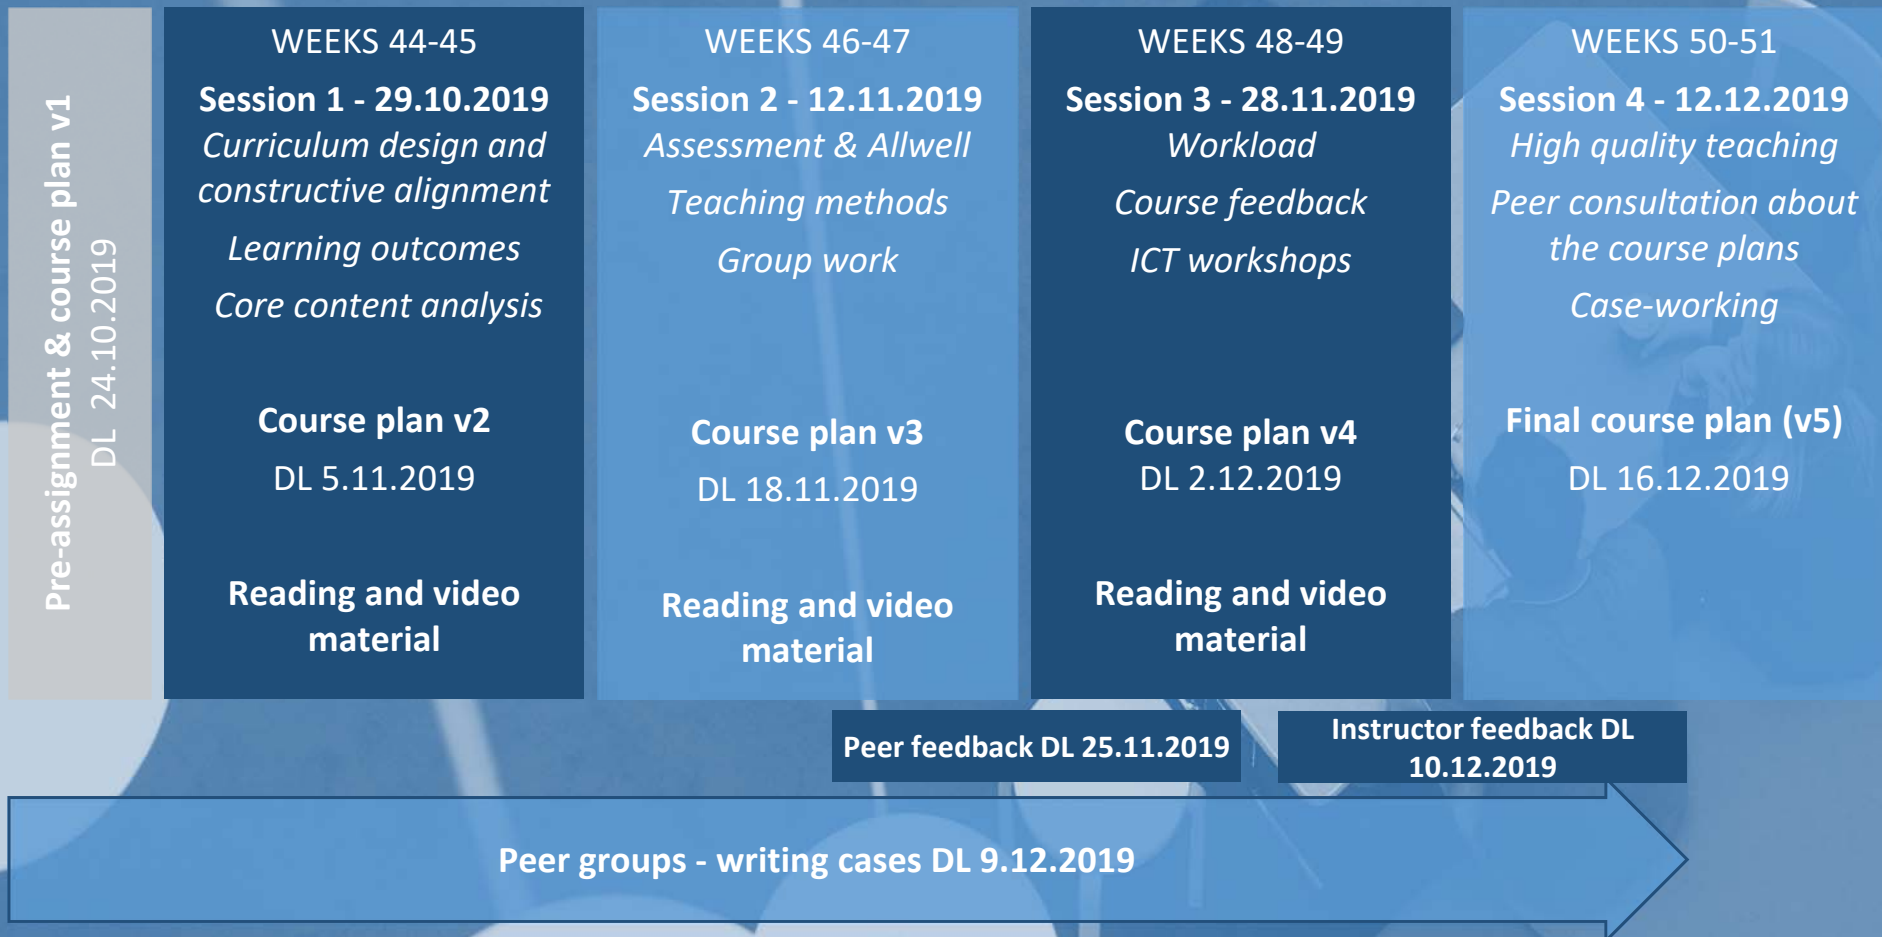 Pre-assignment & course plan v1
DL 24.10.2019
WEEKS 44-45
Session 1 - 29.10.2019
Curriculum design and
constructive alignment
Learning outcomes
Core content analysis
Course plan v2
DL 5.11.2019
Reading and video
material
WEEKS 46-47
Session 2 - 12.11.2019
Assessment & Allwell
Teaching methods
Group work
Course plan v3
DL 18.11.2019
Reading and video
material
WEEKS 48-49
Session 3 - 28.11.2019
Workload
Course feedback
ICT workshops
Course plan v4
DL 2.12.2019
Reading and video
material
WEEKS 50-51
Session 4 - 12.12.2019
High quality teaching
Peer consultation about
the course plans
Case-working
Final course plan (v5)
DL 16.12.2019
Peer feedback DL 25.11.2019
Instructor feedback DL
10.12.2019
Peer groups - writing cases DL 9.12.2019